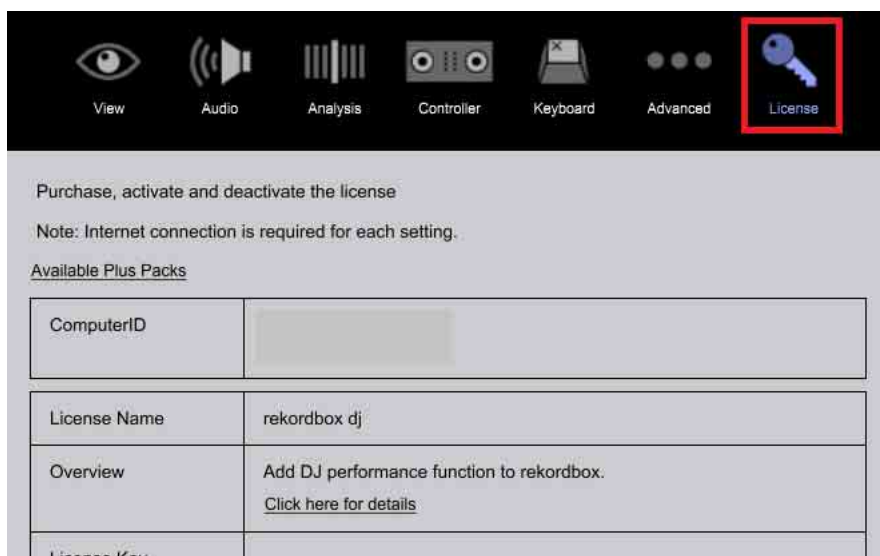 View Audio Analysis Controller Keyboard Advanced License
Purchase, activate and deactivate the license
Note: Internet connection is required for each setting.
Available Plus Packs
ComputerID
License Name rekordbox dj
Overview Add DJ performance function to rekordbox.
Click here for details
License Key